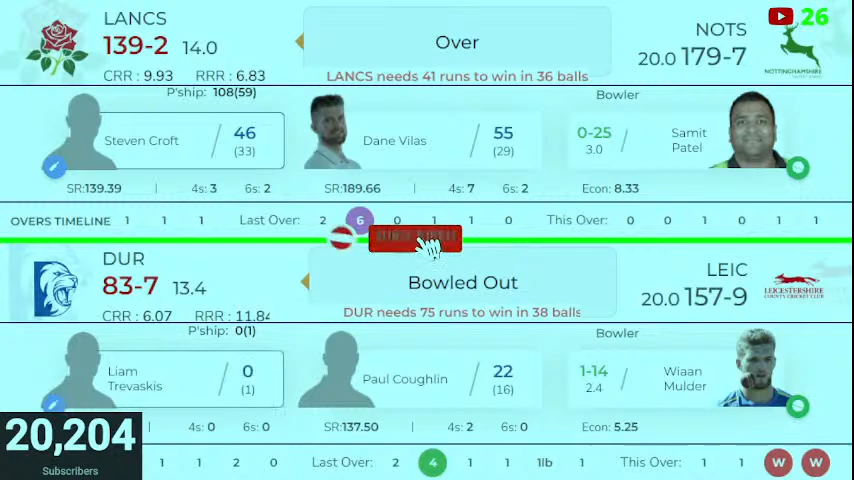 LANCS
139-2 14.0
CRR : 9.93 RRR : 6.83
Over
LANCS needs 41 runs to win in 36 balls
26
NOTS
20.0 179-7
NOTTINGHAMSHIRE
P'ship: 108(59)
Bowler
Steven Croft
46
(33)
Dane Vilas
55
(29)
0-25
3.0
Samit
Patel
SR:139.39 | 4s: 3 6s: 2
SR:189.66 | 4s: 7 6s: 2
Econ: 8.33
OVERS TIMELINE 1 1 1 Last Over: 2 6 0 1 1 0 This Over: 0 0 1 0 1 1
DUR
83-7 13.4
CRR : 6.07 RRR : 11.84
Bowled Out
DUR needs 75 runs to win in 38 balls
LEIC
20.0 157-9
LEICESTERSHIRE
COUNTY CRICKET CLUB
P'ship: 0(1)
Bowler
Liam
Trevaskis
0
(1)
Paul Coughlin
22
(16)
1-14
2.4
Wiaan
Mulder
| 4s: 0 6s: 0
SR:137.50 | 4s: 2 6s: 0
Econ: 5.25
20,204
Subscribers
1 1 2 0 Last Over: 2 4 1 1 1lb 1 This Over: 1 1 W W